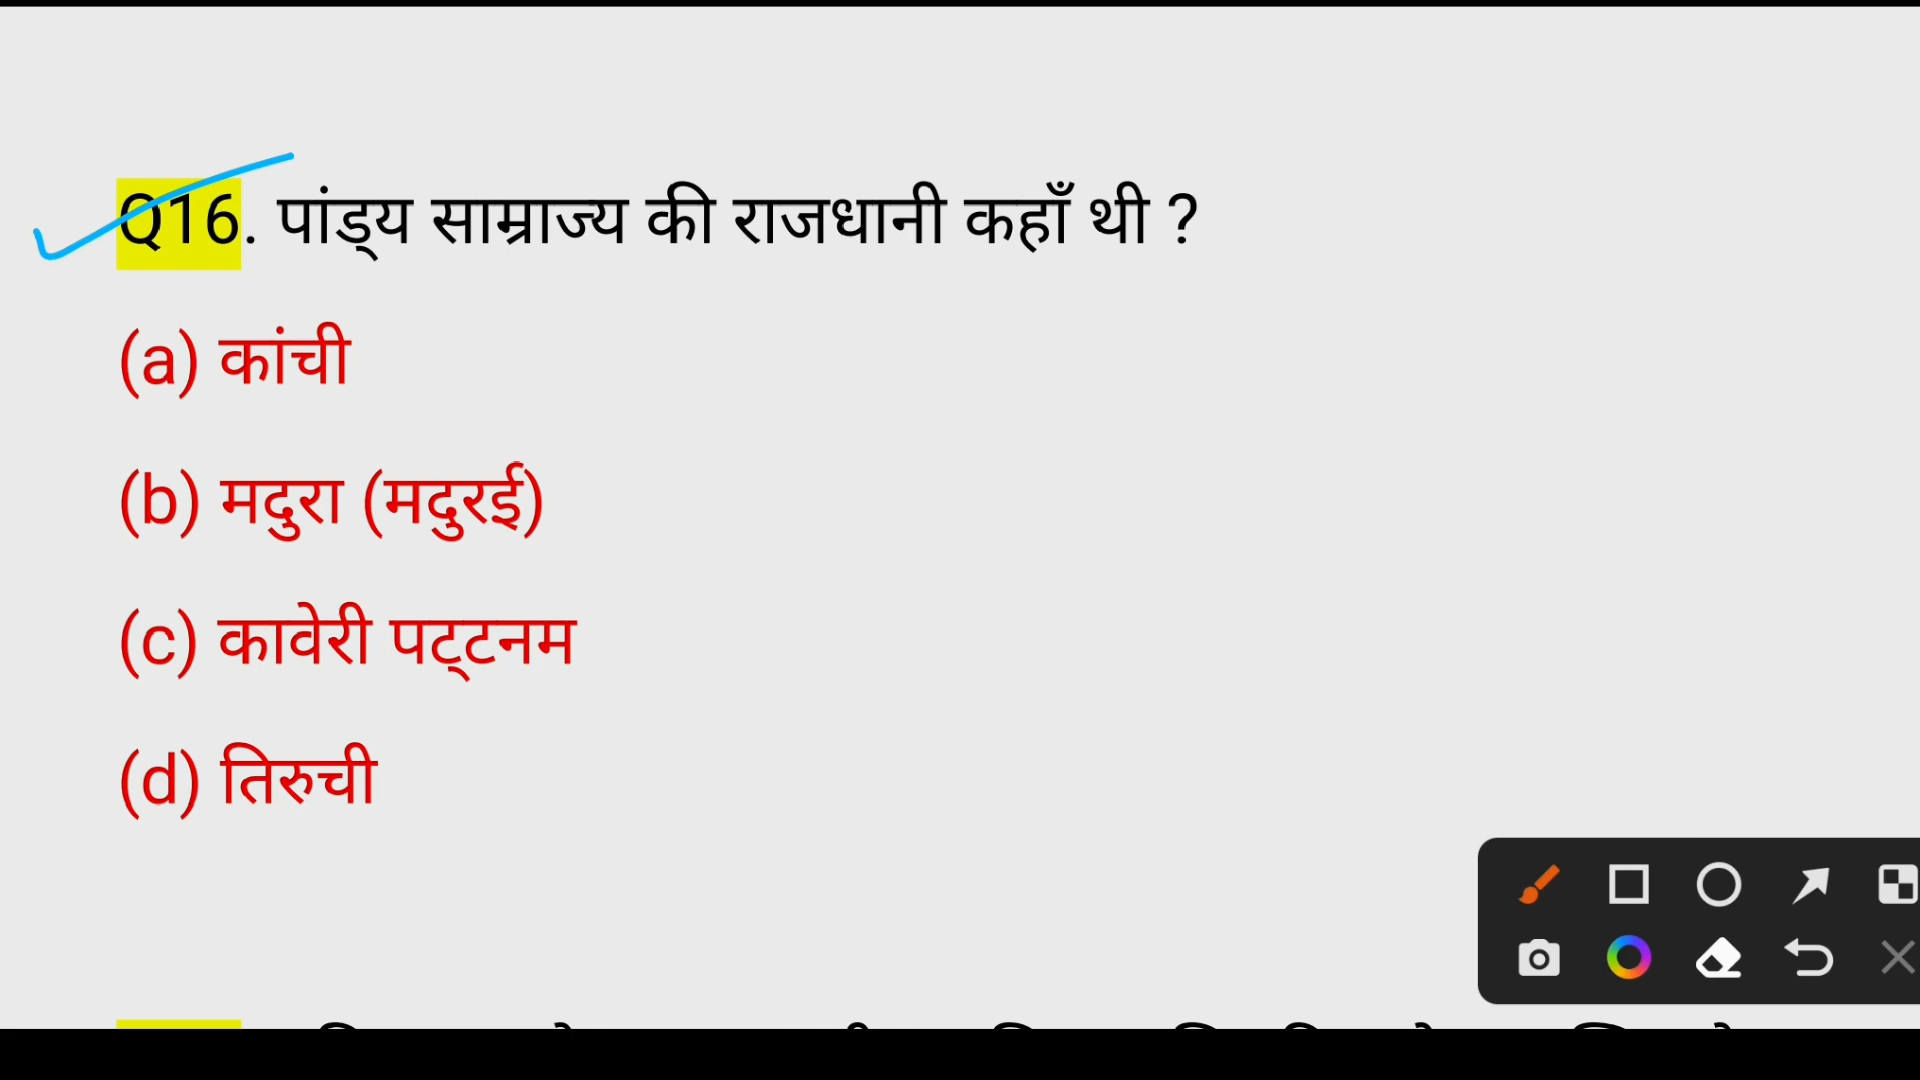 Q16. पांड्य साम्राज्य की राजधानी कहाँ थी ?
(a) कांची
(b) मदुरा (मदुरई)
(c) कावेरी पट्टनम
(d) तिरुची